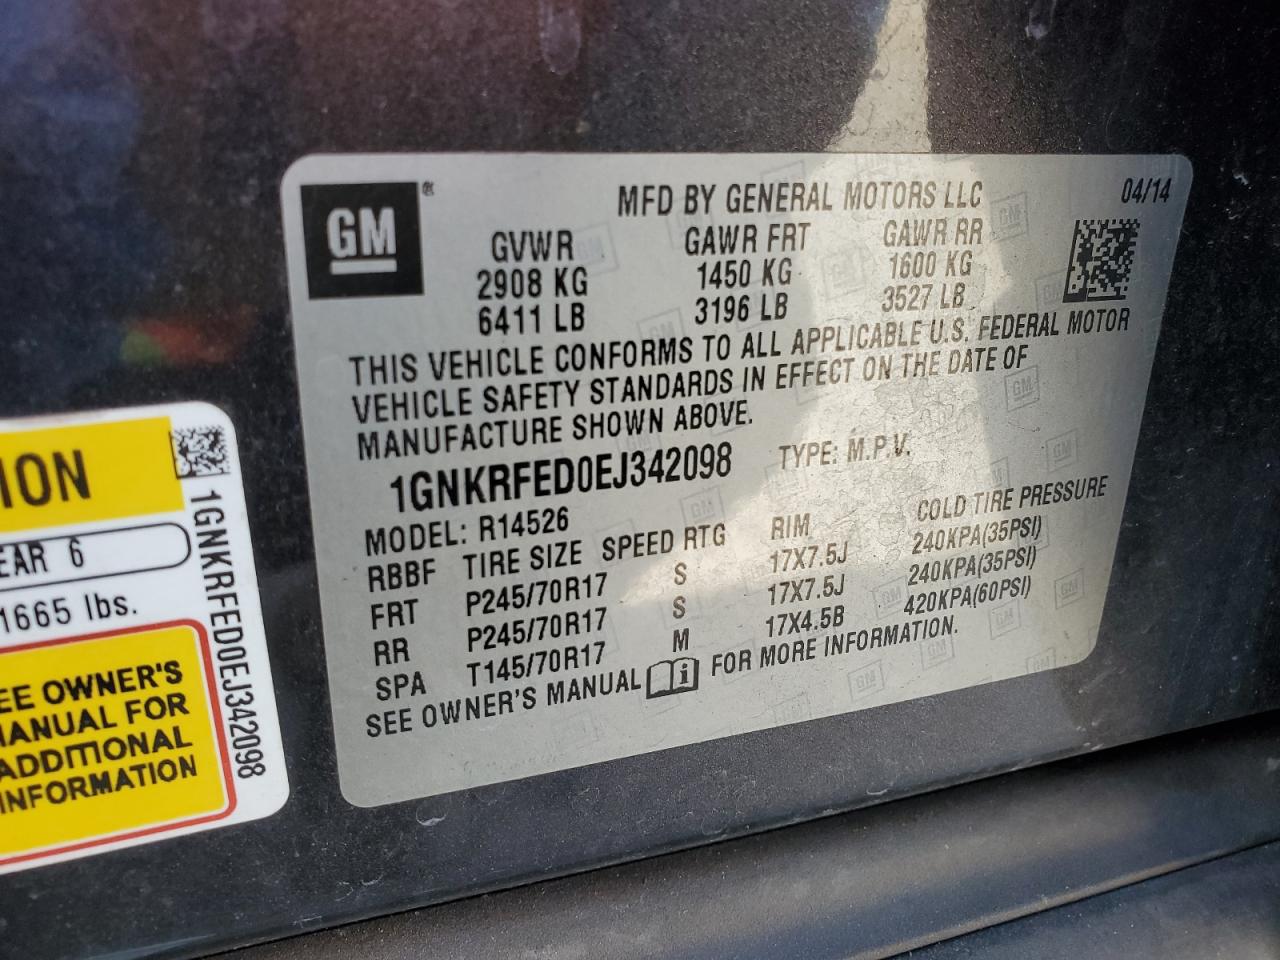 GM
®
MFD BY GENERAL MOTORS LLC
04/14
GVWR GAWR FRT GAWR RR
2908 KG 1450 KG 1600 KG
6411 LB 3196 LB 3527 LB
THIS VEHICLE CONFORMS TO ALL APPLICABLE U.S. FEDERAL MOTOR
VEHICLE SAFETY STANDARDS IN EFFECT ON THE DATE OF
MANUFACTURE SHOWN ABOVE.
1GNKRFED0EJ342098 TYPE: M.P.V.
MODEL: R14526
RBBF TIRE SIZE SPEED RTG RIM COLD TIRE PRESSURE
FRT P245/70R17 S 17X7.5J 240KPA(35PSI)
RR P245/70R17 S 17X7.5J 240KPA(35PSI)
SPA T145/70R17 M 17X4.5B 420KPA(60PSI)
SEE OWNER'S MANUAL FOR MORE INFORMATION.
ION
EAR 6
1665 lbs.
EE OWNER'S
ANUAL FOR
ADDITIONAL
INFORMATION
1GNKRFED0EJ342098